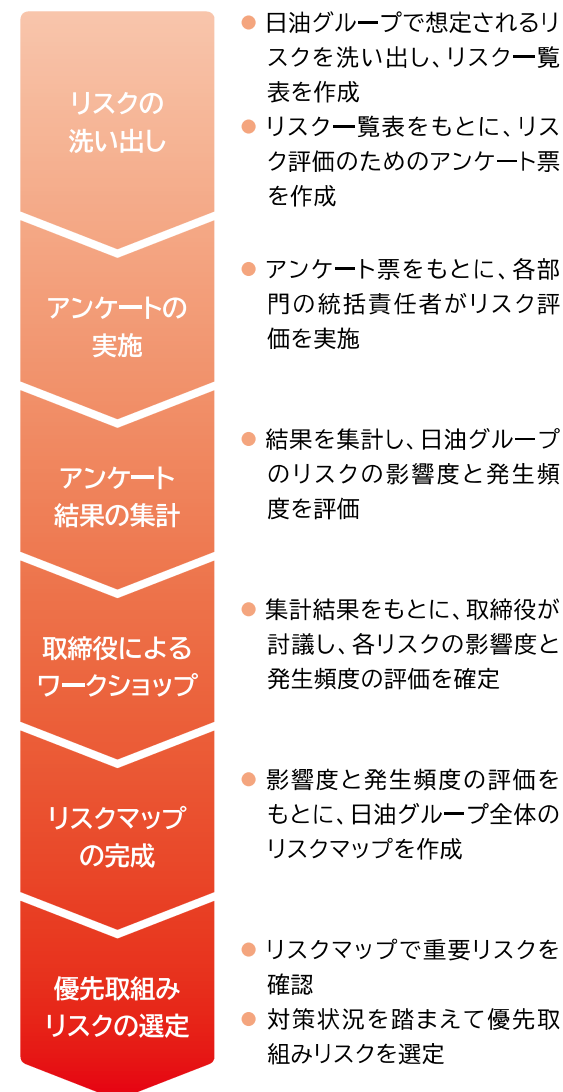 リスクの
洗い出し
● 日油グループで想定されるリ
スクを洗い出し、リスク一覧
表を作成
● リスク一覧表をもとに、リス
ク評価のためのアンケート票
を作成
アンケートの
実施
● アンケート票をもとに、各部
門の統括責任者がリスク評
価を実施
アンケート
結果の集計
● 結果を集計し、日油グループ
のリスクの影響度と発生頻
度を評価
取締役による
ワークショップ
● 集計結果をもとに、取締役が
討議し、各リスクの影響度と
発生頻度の評価を確定
リスクマップ
の完成
● 影響度と発生頻度の評価を
もとに、日油グループ全体の
リスクマップを作成
優先取組み
リスクの選定
● リスクマップで重要リスクを
確認
● 対策状況を踏まえて優先取
組みリスクを選定